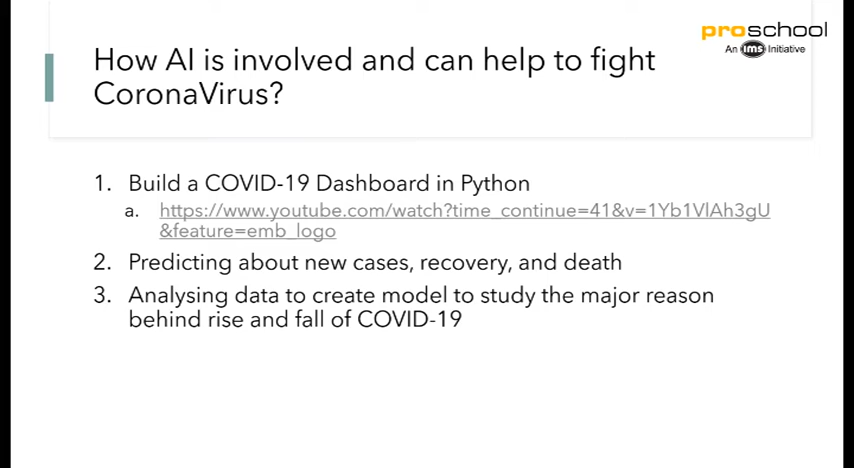 proschool
An ims Initiative
How AI is involved and can help to fight
CoronaVirus?
1. Build a COVID-19 Dashboard in Python
a. https://www.youtube.com/watch?time_continue=41&v=1Yb1VlAh3gU
&feature=emb_logo
2. Predicting about new cases, recovery, and death
3. Analysing data to create model to study the major reason
behind rise and fall of COVID-19